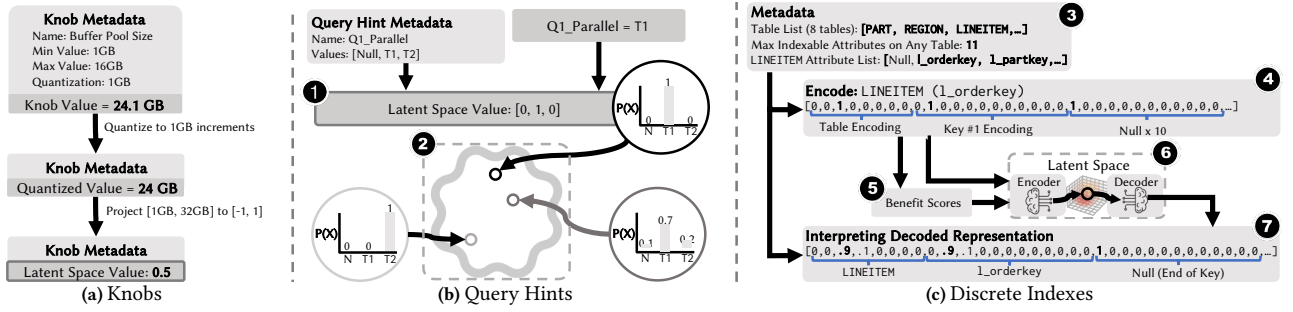 Knob Metadata
Name: Buffer Pool Size
Min Value: 1GB
Max Value: 16GB
Quantization: 1GB
Knob Value = 24.1 GB
Quantize to 1GB increments
Knob Metadata
Quantized Value = 24 GB
Project [1GB, 32GB] to [-1, 1]
Knob Metadata
Latent Space Value: 0.5
(a) Knobs
Query Hint Metadata
Name: Q1_Parallel
Values: [Null, T1, T2]
Q1_Parallel = T1
1
Latent Space Value: [0, 1, 0]
P(X)
0 1 0
N T1 T2
2
P(X)
0 0 1
N T1 T2
P(X)
0.1 0.7 0.2
N T1 T2
(b) Query Hints
Metadata
3
Table List (8 tables): [PART, REGION, LINEITEM,…]
Max Indexable Attributes on Any Table: 11
LINEITEM Attribute List: [Null, l_orderkey, l_partkey,…]
Encode: LINEITEM (l_orderkey)
4
[0,0,1,0,0,0,0,0,0,1,0,0,0,0,0,0,0,0,0,0,1,0,0,0,0,0,0,0,0,0,0,0,…]
Table Encoding
Key #1 Encoding
Null x 10
5
Benefit Scores
Latent Space
6
Encoder
Decoder
Interpreting Decoded Representation
7
[0,0,.9,.1,0,0,0,0,0,.9,.1,0,0,0,0,0,0,0,0,0,1,0,0,0,0,0,0,0,0,0,0,0,…]
LINEITEM
l_orderkey
Null (End of Key)
(c) Discrete Indexes